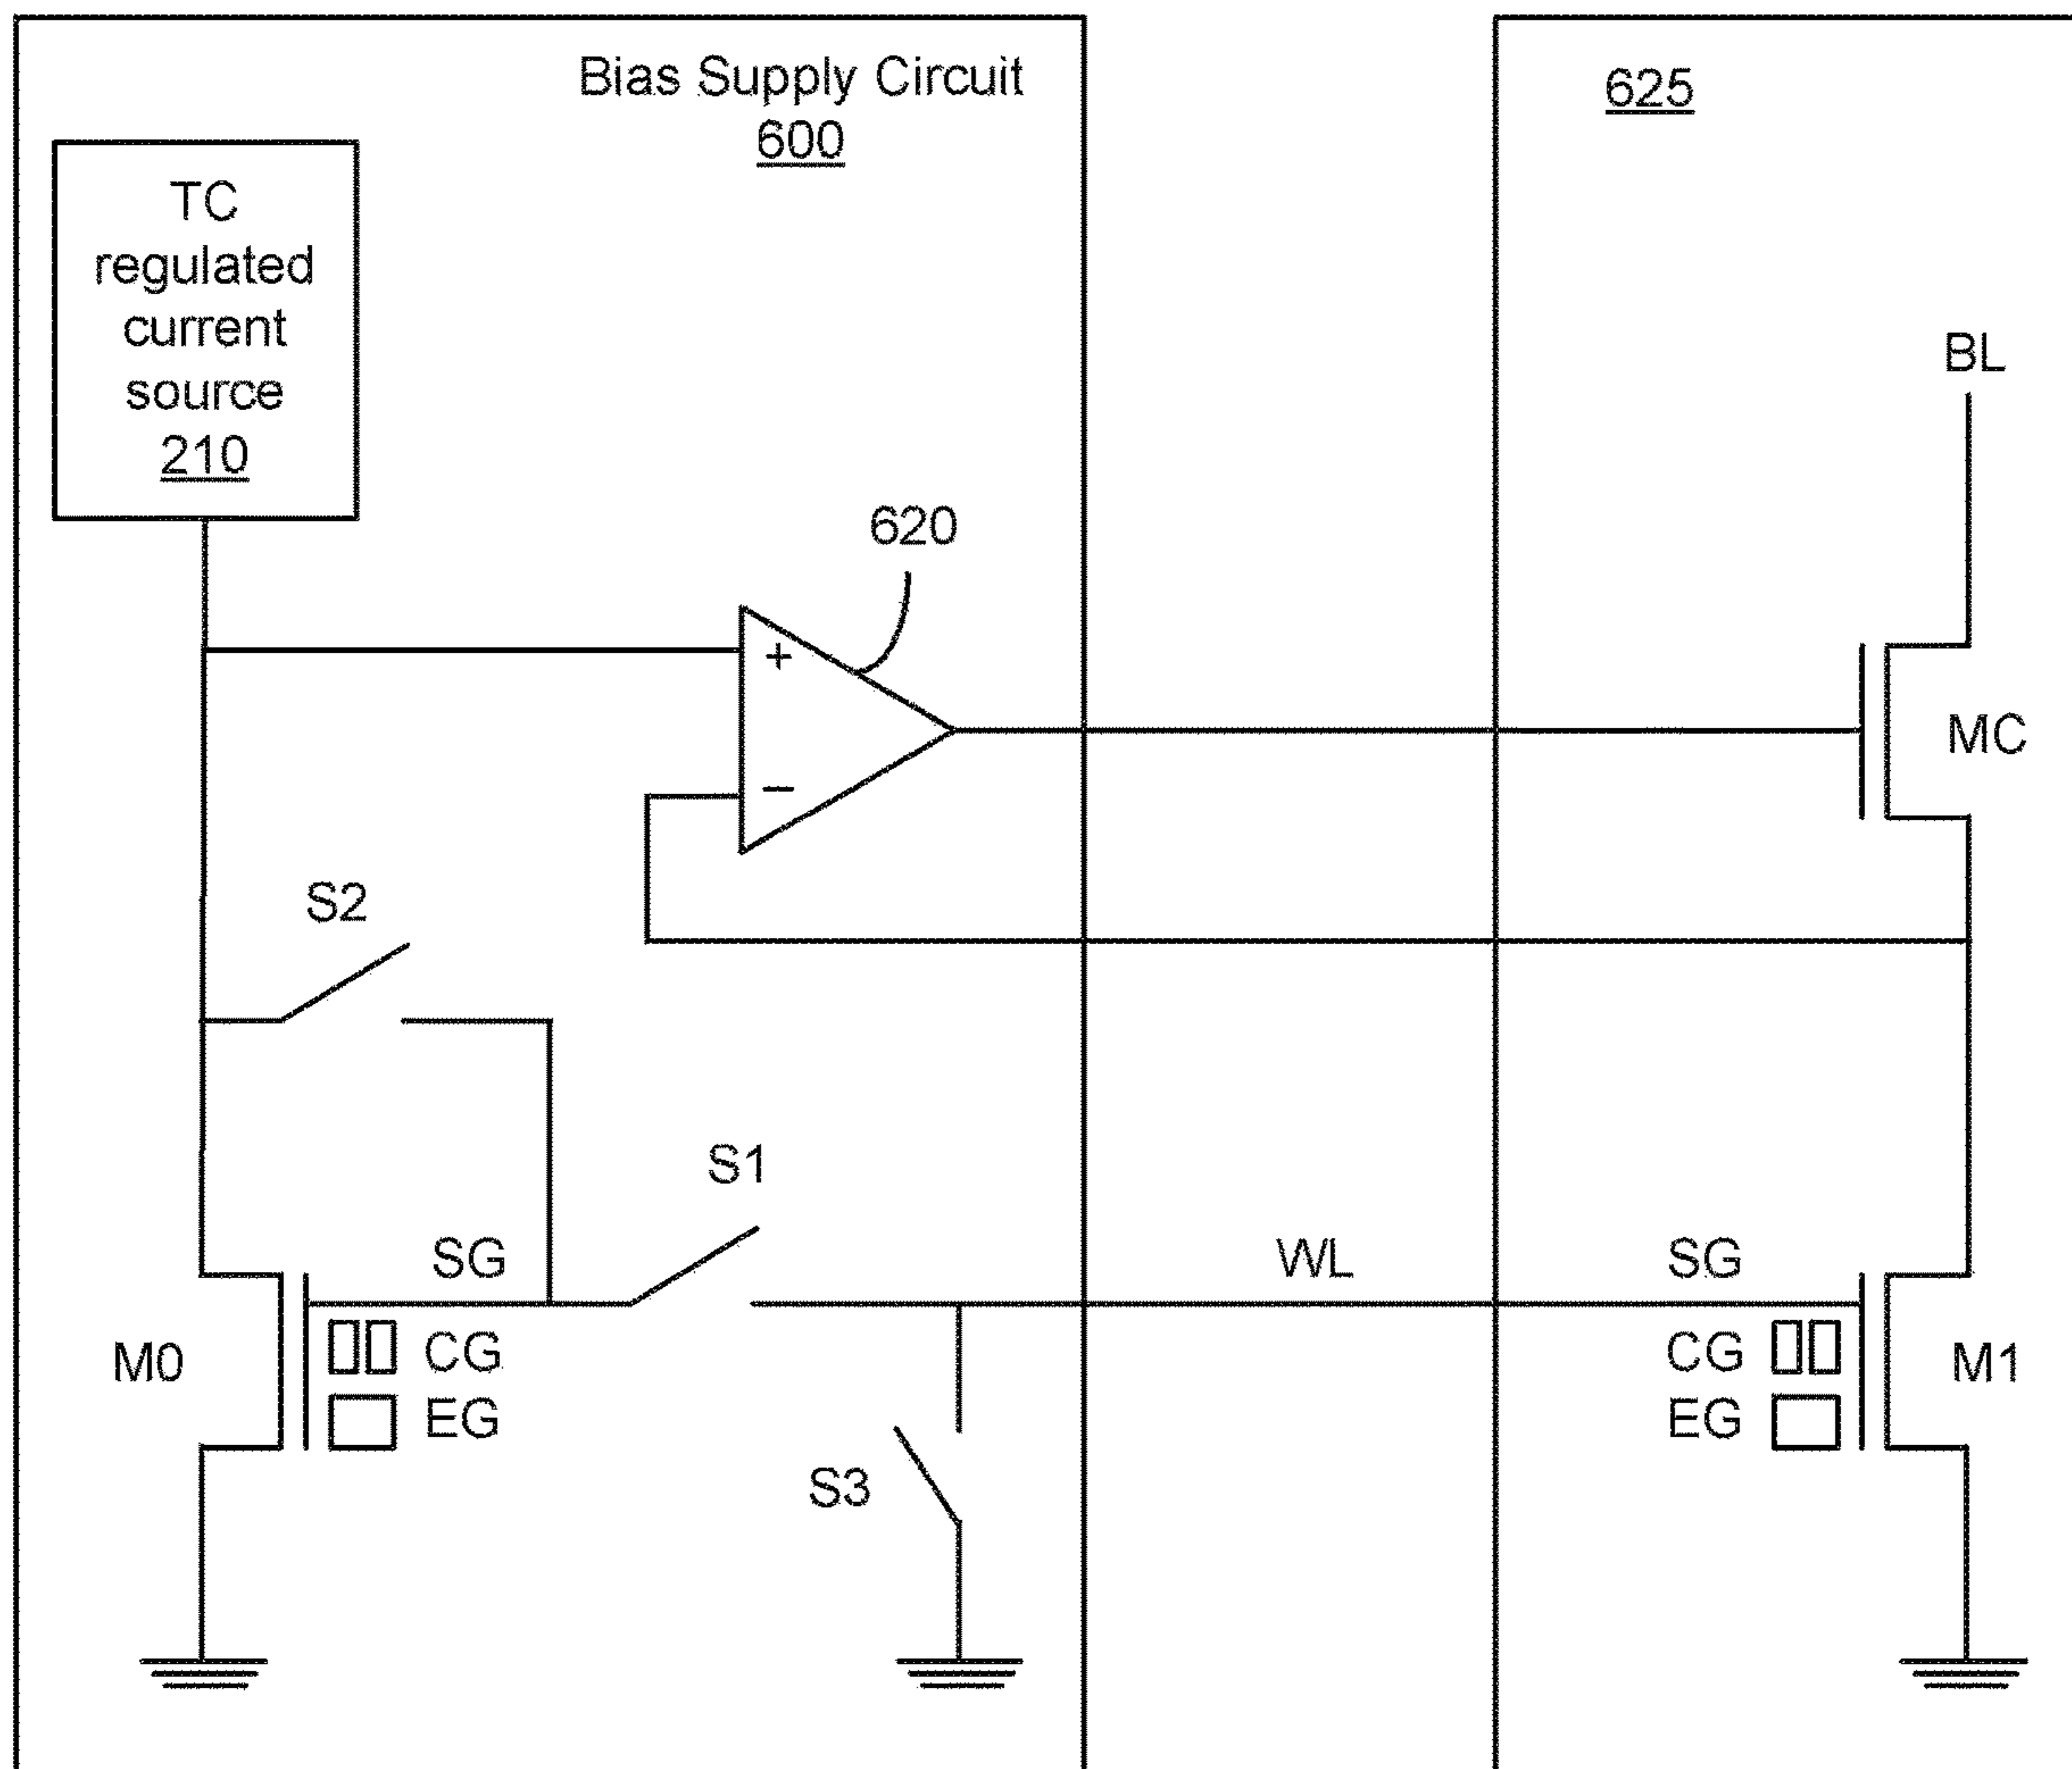 Bias Supply Circuit
600
625
TC
regulated
current
source
210
BL
620
+
MC
–
S2
S1
SG
WL
SG
M0
CG
CG
M1
EG
EG
S3